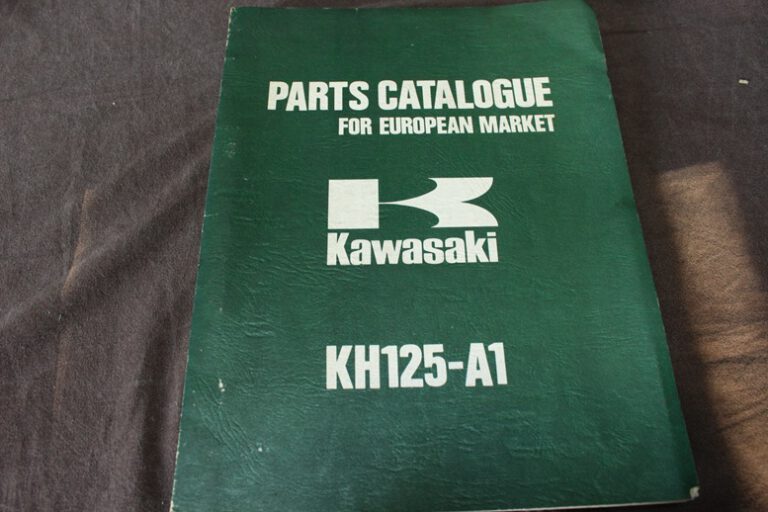 PARTS CATALOGUE
FOR EUROPEAN MARKET
Kawasaki
KH125-A1